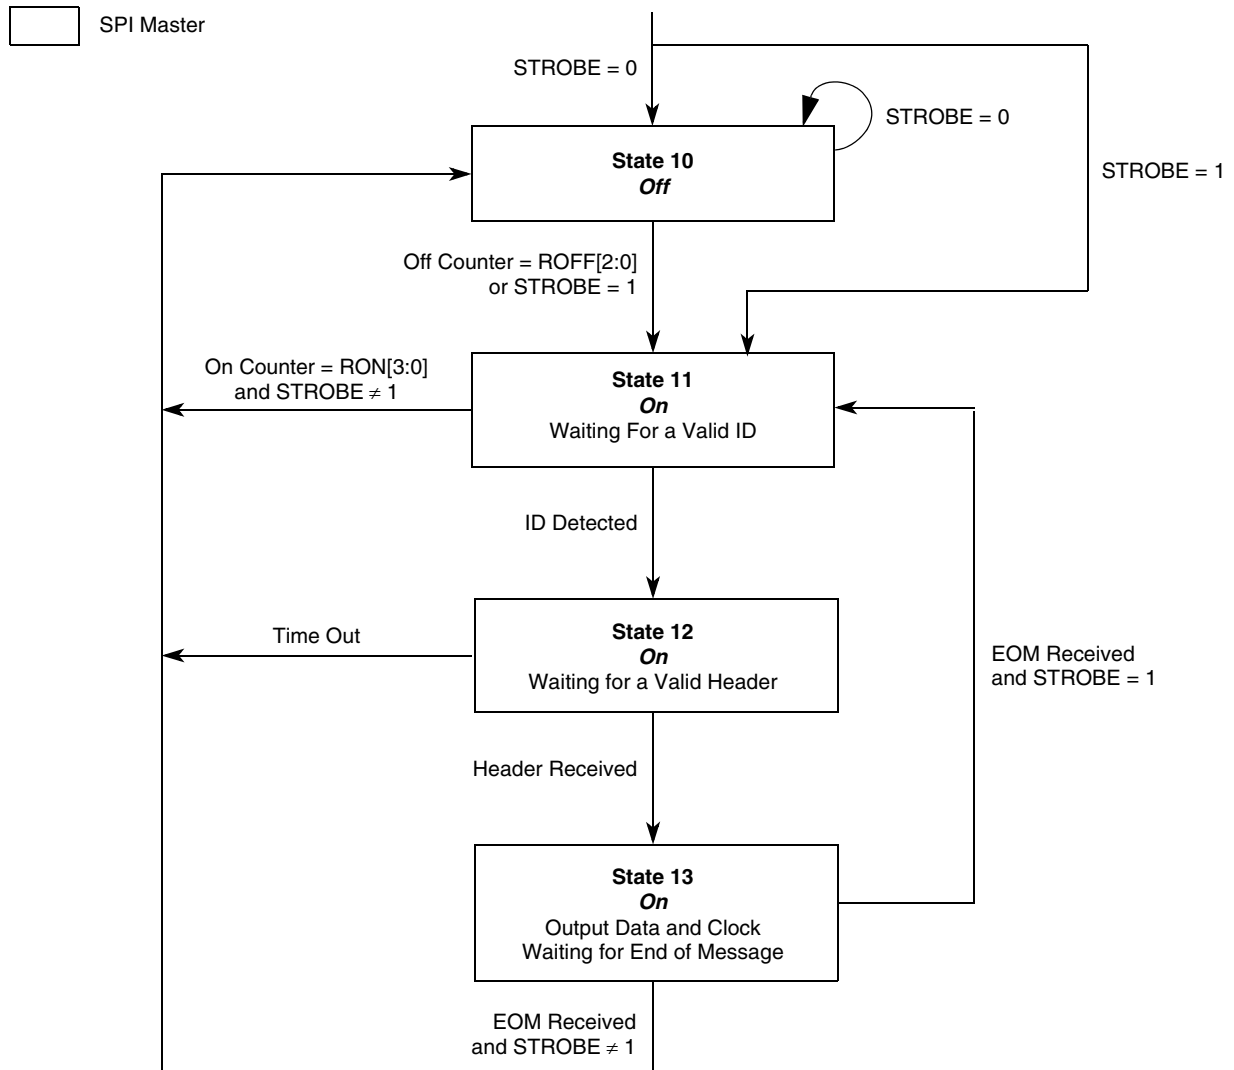 SPI Master
STROBE = 0
STROBE = 0
STROBE = 1
State 10
Off
Off Counter = ROFF[2:0]
or STROBE = 1
On Counter = RON[3:0]
and STROBE ≠ 1
State 11
On
Waiting For a Valid ID
ID Detected
Time Out
State 12
On
Waiting for a Valid Header
EOM Received
and STROBE = 1
Header Received
State 13
On
Output Data and Clock
Waiting for End of Message
EOM Received
and STROBE ≠ 1